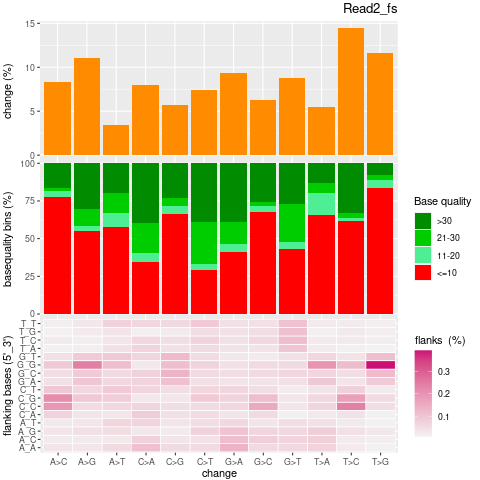 Read2_fs
change (%)
15
10
5
0
basequality bins (%)
100
75
50
25
0
Base quality
>30
21-30
11-20
<=10
flanking bases (5'_3')
T_T
T_G
T_C
T_A
G_T
G_G
G_C
G_A
C_T
C_G
C_C
C_A
A_T
A_G
A_C
A_A
flanks (%)
0.3
0.2
0.1
A>C A>G A>T C>A C>G C>T G>A G>C G>T T>A T>C T>G
change